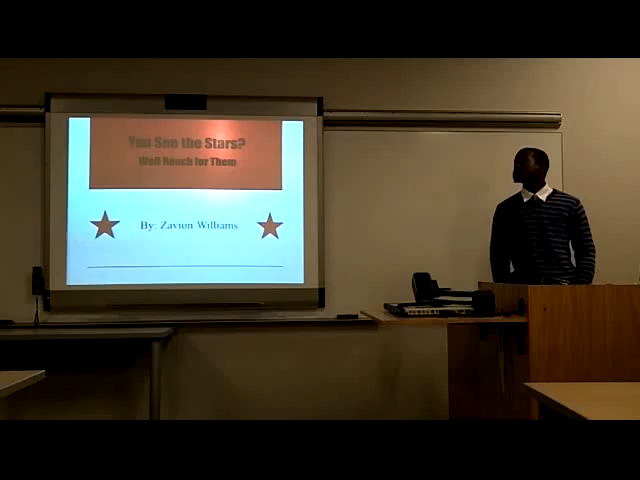 You See the Stars?
Well Reach for Them
By: Zavion Williams